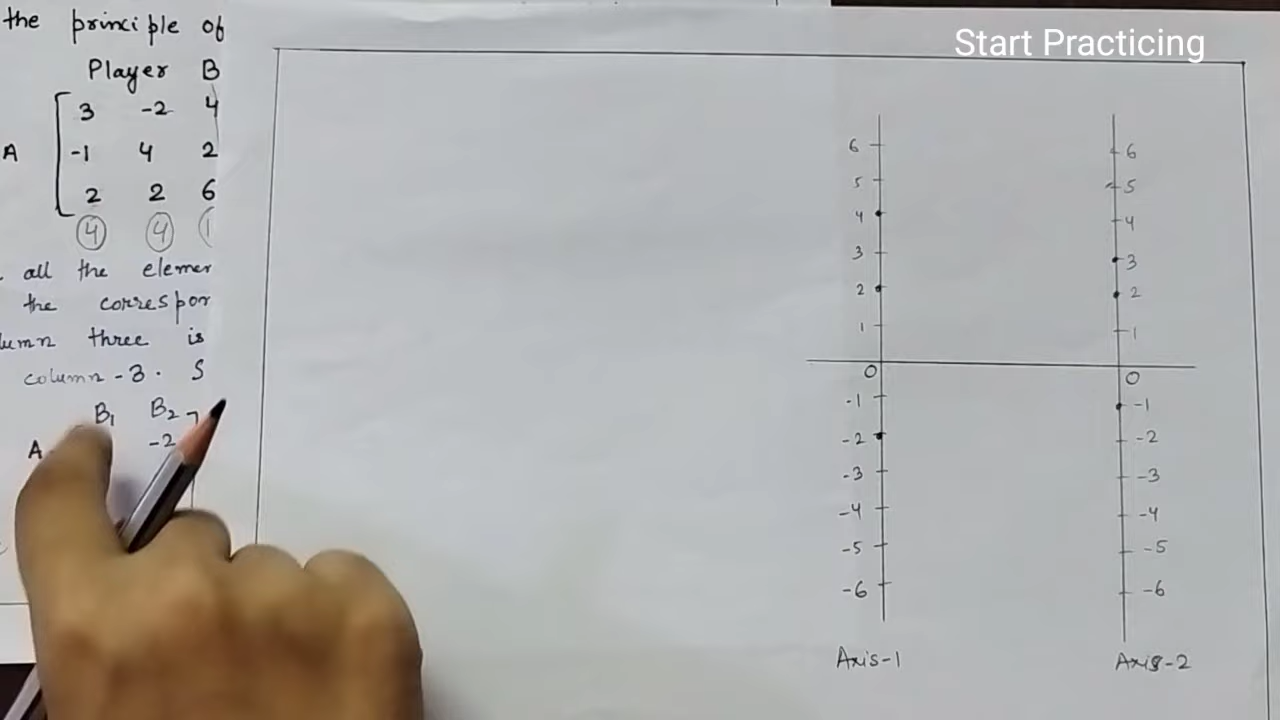 Start Practicing
the principle of
Player B
3 -2 4
A -1 4 2
2 2 6
4 4 1
all the
the
three is
column - 3 . S
B1 B2
A -2
6 6
5 5
4 4
3 3
2 2
1 1
0 0
-1 -1
-2 -2
-3 -3
-4 -4
-5 -5
-6 -6
Axis-1 Axis-2